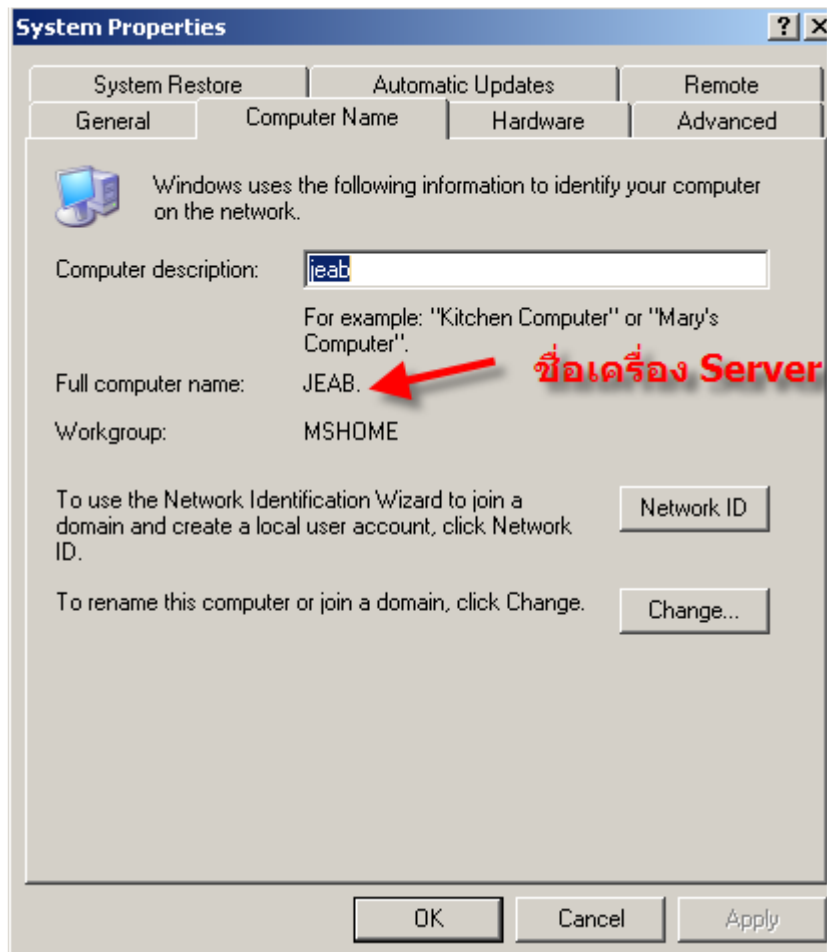 System Properties
System Restore Automatic Updates Remote
General Computer Name Hardware Advanced
Windows uses the following information to identify your computer
on the network.
Computer description: jeab
For example: "Kitchen Computer" or "Mary's
Computer".
Full computer name: JEAB. ชื่อเครื่อง Server
Workgroup: MSHOME
To use the Network Identification Wizard to join a
domain and create a local user account, click Network
ID.
Network ID
To rename this computer or join a domain, click Change.
Change...
OK Cancel Apply